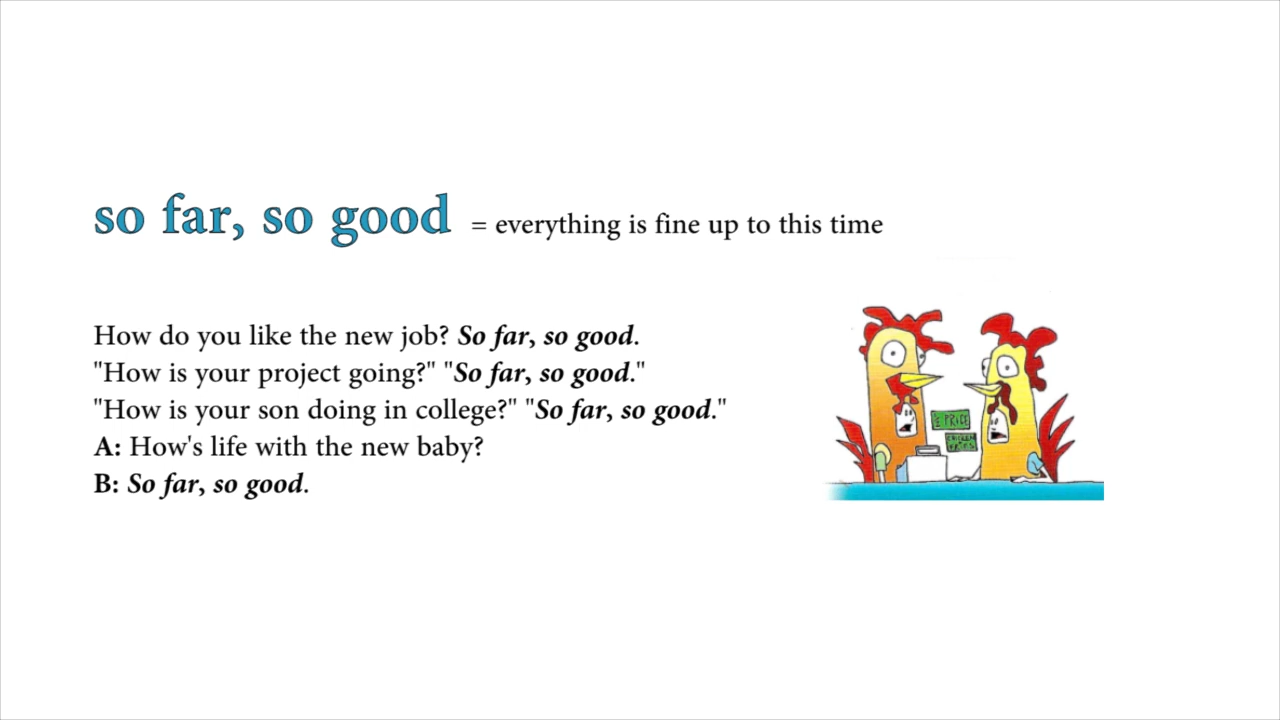 so far, so good = everything is fine up to this time
How do you like the new job? So far, so good.
"How is your project going?" "So far, so good."
"How is your son doing in college?" "So far, so good."
A: How's life with the new baby?
B: So far, so good.
PRICE